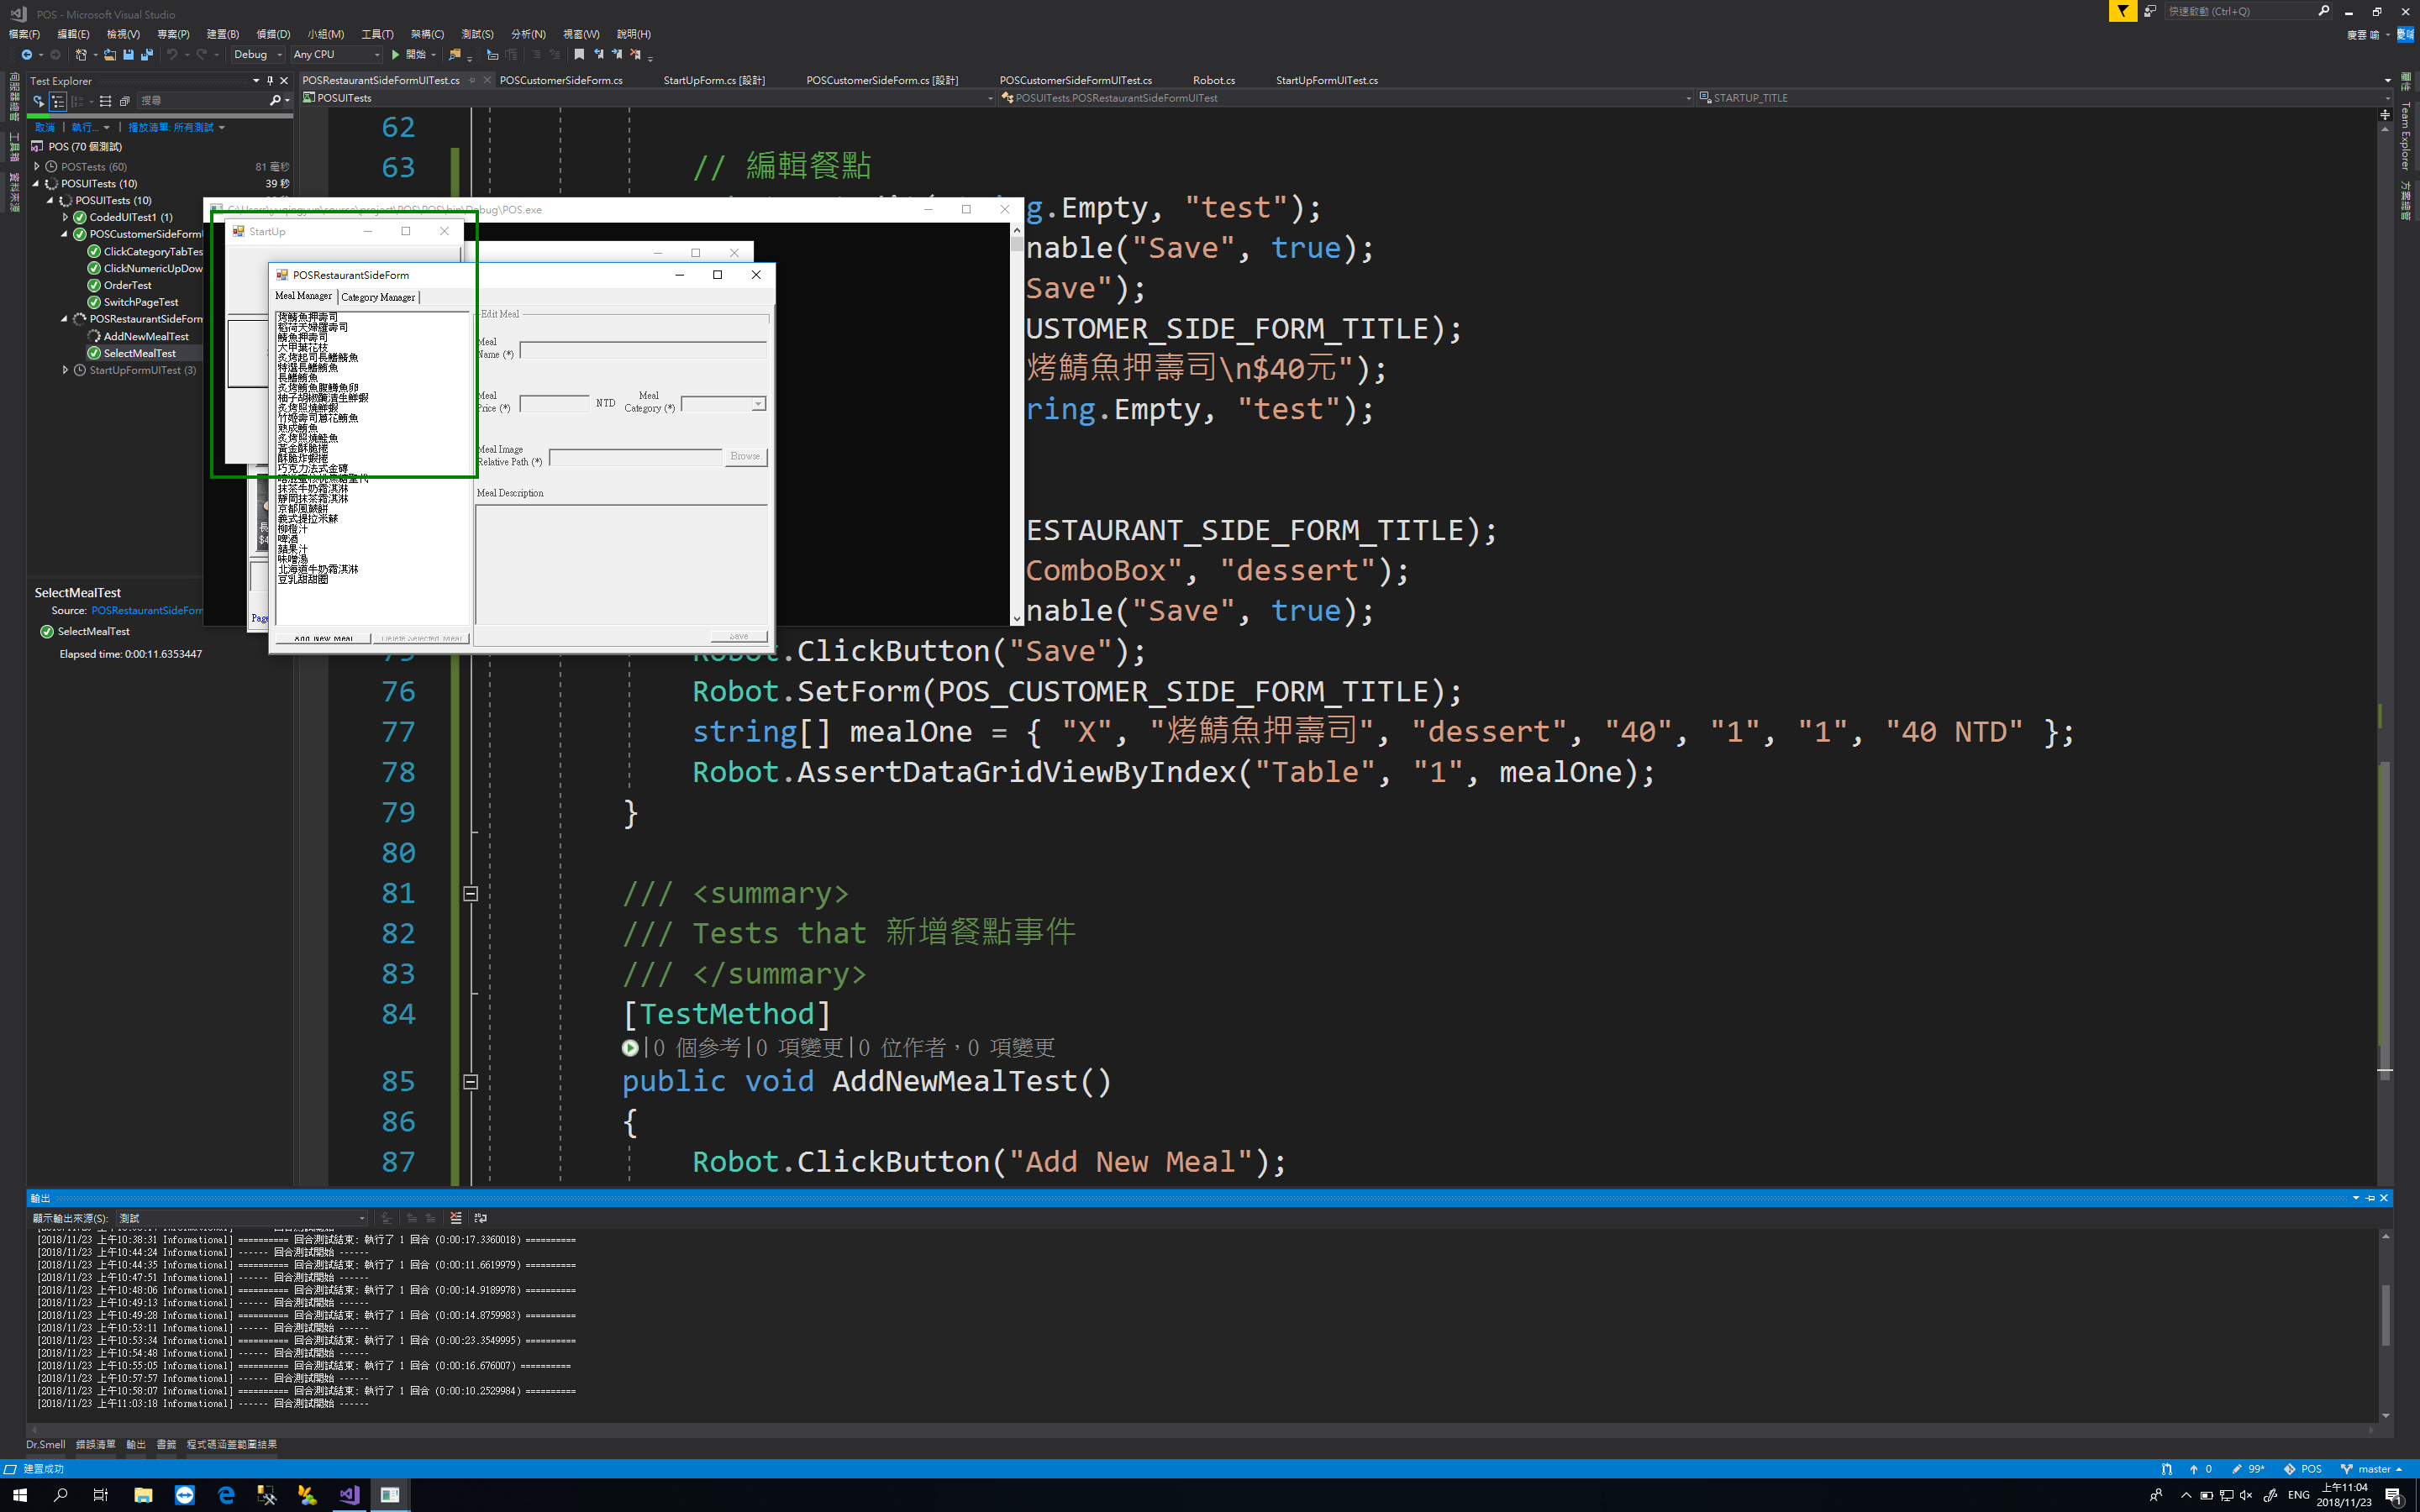 POS - Microsoft Visual Studio
快速啟動 (Ctrl+Q)
檔案(F) 編輯(E) 檢視(V) 專案(P) 建置(B) 偵錯(D) 小組(M) 工具(T) 架構(C) 測試(S) 分析(N) 視窗(W) 說明(H)
慶雲 喻
Debug Any CPU 開始
Test Explorer
搜尋
取消 | 執行... | 播放清單: 所有測試
POS (70 個測試)
POSTests (60) 81 毫秒
POSUITests (10) 39 秒
POSUITests (10)
CodedUITest1 (1)
POSCustomerSideFormU
ClickCategoryTabTes
ClickNumericUpDow
OrderTest
SwitchPageTest
POSRestaurantSideForm
AddNewMealTest
SelectMealTest
StartUpFormUITest (3)
SelectMealTest
Source: POSRestaurantSideForm
SelectMealTest
Elapsed time: 0:00:11.6353447
POSRestaurantSideFormUITest.cs POSCustomerSideForm.cs StartUpForm.cs [設計] POSCustomerSideForm.cs [設計] POSCustomerSideFormUITest.cs Robot.cs StartUpFormUITest.cs
POSUITests POSUITests.POSRestaurantSideFormUITest STARTUP_TITLE
Team Explorer
方案總管
C:\Users\yupingyun\source\project\POS\POS\bin\Debug\POS.exe
StartUp
POSRestaurantSideForm
Meal Manager Category Manager
烤鯖魚押壽司
稻荷天婦羅壽司
鯖魚押壽司
大甲葉花枝
炙烤起司長鰭鮪魚
特選長鰭鮪魚
長鰭鮪魚
炙烤鮪魚腹鱒魚卵
柚子胡椒醃漬生鮮蝦
炙烤照燒鮮蝦
竹姬壽司蔥花鮪魚
熟成鮪魚
炙烤照燒鮭魚
黃金酥脆捲
酥脆炸蝦捲
巧克力法式金磚
抹茶牛奶霜淇淋
靜岡抹茶霜淇淋
京都風蕨餅
義式提拉米蘇
柳橙汁
啤酒
蘋果汁
味噌湯
北海道牛奶霜淇淋
豆乳甜甜圈
Add New Meal Delete Selected Meal
Edit Meal
Meal Name (*)
Meal Price (*) NTD Meal Category (*)
Meal Image Relative Path (*) Browse.
Meal Description
Save
Page
62
63 // 編輯餐點
g.Empty, "test");
nable("Save", true);
Save");
USTOMER_SIDE_FORM_TITLE);
烤鯖魚押壽司\n$40元");
ring.Empty, "test");
ESTAURANT_SIDE_FORM_TITLE);
ComboBox", "dessert");
nable("Save", true);
75 Robot.ClickButton("Save");
76 Robot.SetForm(POS_CUSTOMER_SIDE_FORM_TITLE);
77 string[] mealOne = { "X", "烤鯖魚押壽司", "dessert", "40", "1", "1", "40 NTD" };
78 Robot.AssertDataGridViewByIndex("Table", "1", mealOne);
79 }
80
81 /// <summary>
82 /// Tests that 新增餐點事件
83 /// </summary>
84 [TestMethod]
|0 個參考|0 項變更|0 位作者，0 項變更
85 public void AddNewMealTest()
86 {
87 Robot.ClickButton("Add New Meal");
輸出
顯示輸出來源(S): 測試
[2018/11/23 上午10:38:31 Informational] ========== 回合測試結束: 執行了 1 回合 (0:00:17.3360018) ==========
[2018/11/23 上午10:44:24 Informational] ------ 回合測試開始 ------
[2018/11/23 上午10:44:35 Informational] ========== 回合測試結束: 執行了 1 回合 (0:00:11.6619979) ==========
[2018/11/23 上午10:47:51 Informational] ------ 回合測試開始 ------
[2018/11/23 上午10:48:06 Informational] ========== 回合測試結束: 執行了 1 回合 (0:00:14.9189978) ==========
[2018/11/23 上午10:49:13 Informational] ------ 回合測試開始 ------
[2018/11/23 上午10:49:28 Informational] ========== 回合測試結束: 執行了 1 回合 (0:00:14.8759983) ==========
[2018/11/23 上午10:53:11 Informational] ------ 回合測試開始 ------
[2018/11/23 上午10:53:34 Informational] ========== 回合測試結束: 執行了 1 回合 (0:00:23.3549995) ==========
[2018/11/23 上午10:54:48 Informational] ------ 回合測試開始 ------
[2018/11/23 上午10:55:05 Informational] ========== 回合測試結束: 執行了 1 回合 (0:00:16.676007) ==========
[2018/11/23 上午10:57:57 Informational] ------ 回合測試開始 ------
[2018/11/23 上午10:58:07 Informational] ========== 回合測試結束: 執行了 1 回合 (0:00:10.2529984) ==========
[2018/11/23 上午11:03:18 Informational] ------ 回合測試開始 ------
Dr.Smell 錯誤清單 輸出 書籤 程式碼涵蓋範圍結果
建置成功
0 99* POS master
ENG 上午11:04
2018/11/23